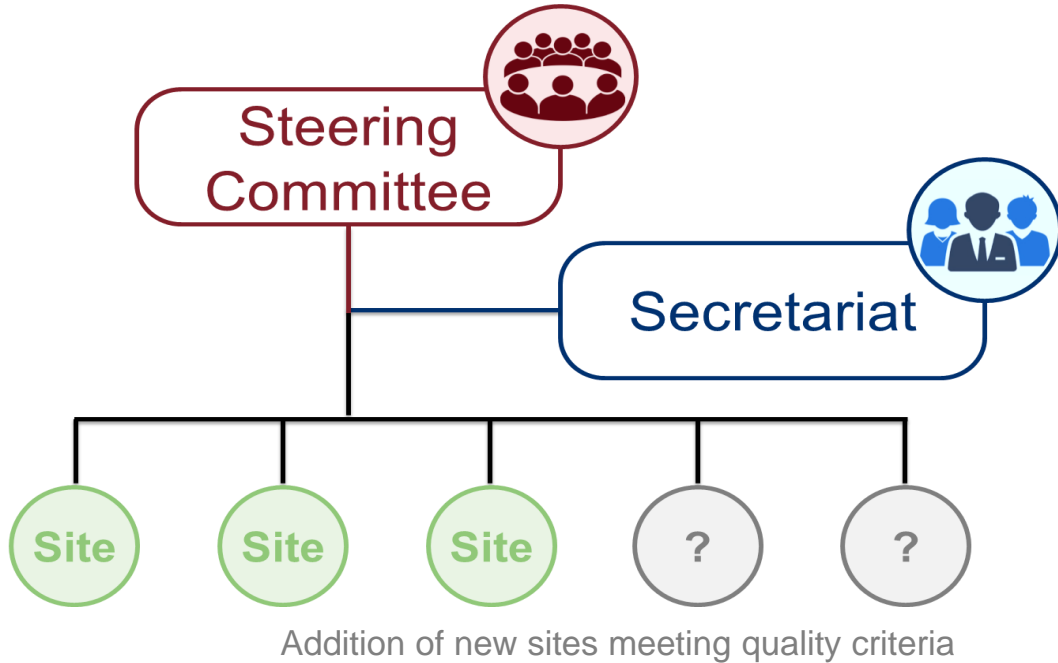 Steering
Committee
Secretariat
Site
Site
Site
?
?
Addition of new sites meeting quality criteria